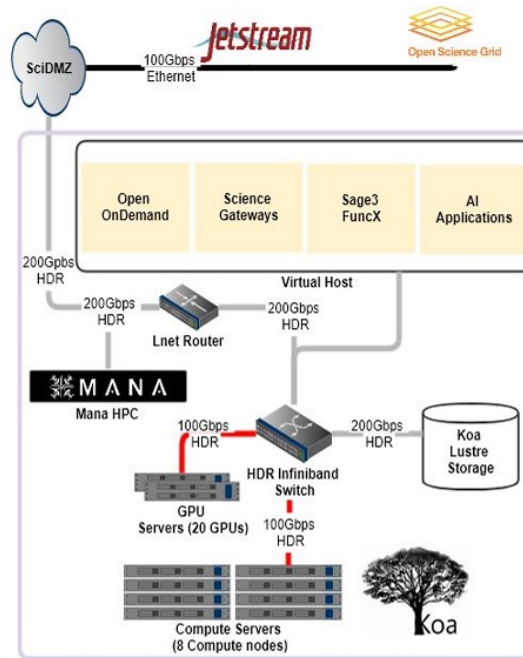 Jetstream
Open Science Grid
SciDMZ
100Gbps
Ethernet
Open
OnDemand
Science
Gateways
Sage3
FuncX
AI
Applications
Virtual Host
200Gpbs
HDR
200Gbps
HDR
200Gbps
HDR
Lnet Router
MANA
Mana HPC
100Gbps
HDR
200Gbps
HDR
HDR Infiniband
Switch
Koa
Lustre
Storage
GPU
Servers (20 GPUs)
100Gbps
HDR
Compute Servers
(8 Compute nodes)
Koa